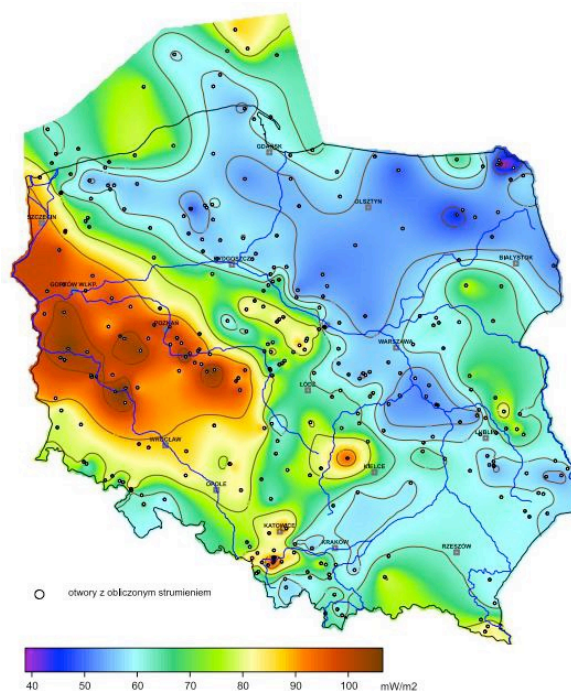 GDAŃSK
OLSZTYN
SZCZECIN
BIAŁYSTOK
BYDGOSZCZ
GORZÓW WLKP.
POZNAŃ
WARSZAWA
ŁÓDŹ
LUBLIN
WROCŁAW
KIELCE
OPOLE
KATOWICE
KRAKÓW
RZESZÓW
otwory z obliczonym strumieniem
40 50 60 70 80 90 100 mW/m2